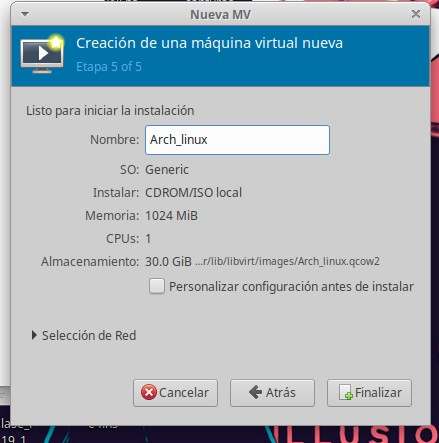 Nueva MV
Creación de una máquina virtual nueva
Etapa 5 of 5
Listo para iniciar la instalación
Nombre: Arch_linux
SO: Generic
Instalar: CDROM/ISO local
Memoria: 1024 MiB
CPUs: 1
Almacenamiento: 30.0 GiB ...r/lib/libvirt/images/Arch_linux.qcow2
Personalizar configuración antes de instalar
Selección de Red
Cancelar Atrás Finalizar
19_1
ILLUSIO